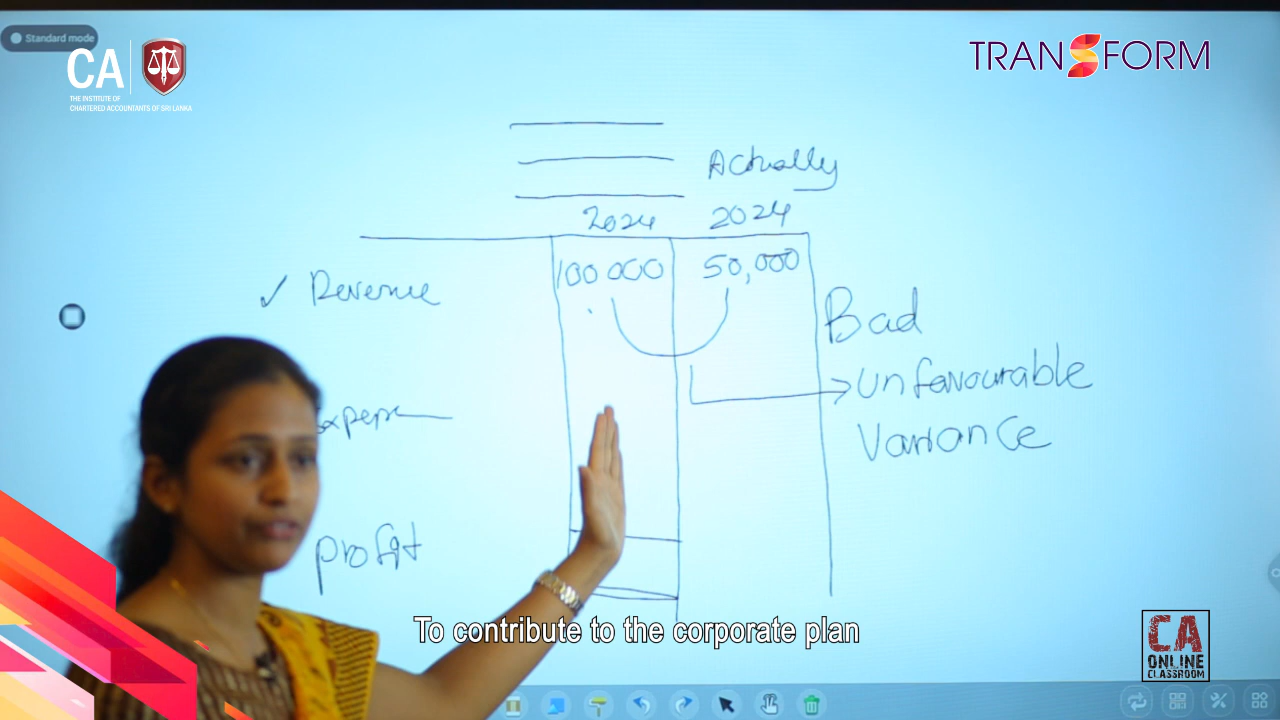 Standard mode
CA
THE INSTITUTE OF
CHARTERED ACCOUNTANTS OF SRI LANKA
TRANSFORM
Actually
2024 2024
✓ Revenue 100 000 50,000
Bad
Unfavourable
Variance
Profit
To contribute to the corporate plan
CA
ONLINE
CLASSROOM